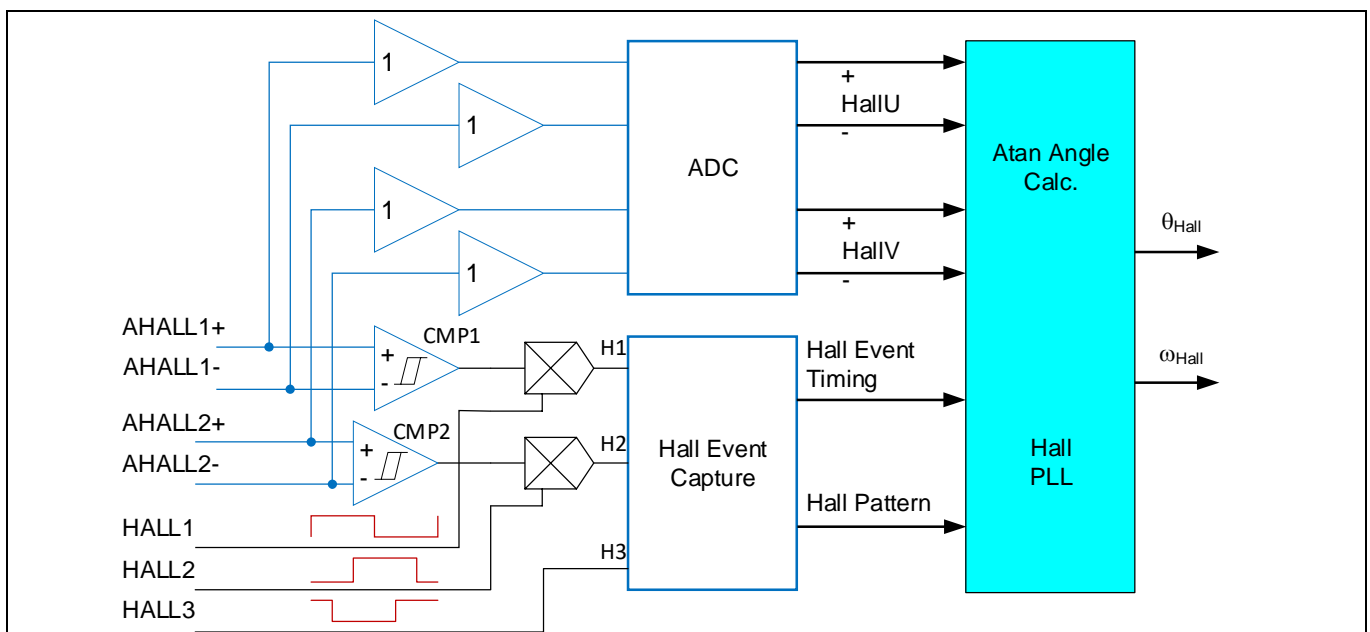 1
1
1
1
ADC
+
HallU
-
+
HallV
-
Atan Angle
Calc.
Hall
PLL
θHall
ωHall
AHALL1+
AHALL1-
AHALL2+
AHALL2-
HALL1
HALL2
HALL3
CMP1
+
-
CMP2
+
-
H1
H2
H3
Hall Event
Capture
Hall Event
Timing
Hall Pattern